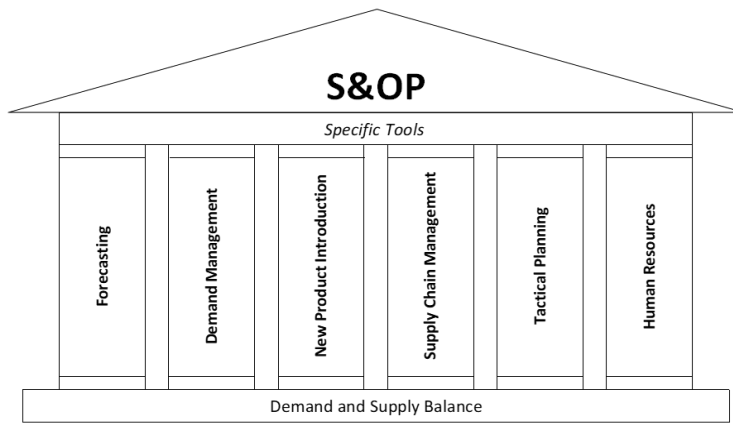 S&OP
Specific Tools
Forecasting
Demand Management
New Product Introduction
Supply Chain Management
Tactical Planning
Human Resources
Demand and Supply Balance